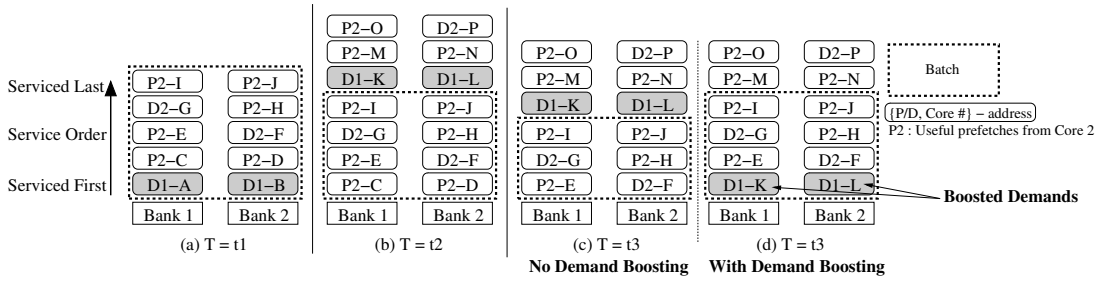 Serviced Last
Service Order
Serviced First
P2–I P2–J
D2–G P2–H
P2–E D2–F
P2–C P2–D
D1–A D1–B
Bank 1 Bank 2
(a) T = t1
P2–O D2–P
P2–M P2–N
D1–K D1–L
P2–I P2–J
D2–G P2–H
P2–E D2–F
P2–C P2–D
Bank 1 Bank 2
(b) T = t2
P2–O D2–P
P2–M P2–N
D1–K D1–L
P2–I P2–J
D2–G P2–H
P2–E D2–F
Bank 1 Bank 2
(c) T = t3
No Demand Boosting
P2–O D2–P
P2–M P2–N
P2–I P2–J
D2–G P2–H
P2–E D2–F
D1–K D1–L
Bank 1 Bank 2
(d) T = t3
With Demand Boosting
Batch
{P/D, Core #} – address
P2 : Useful prefetches from Core 2
Boosted Demands